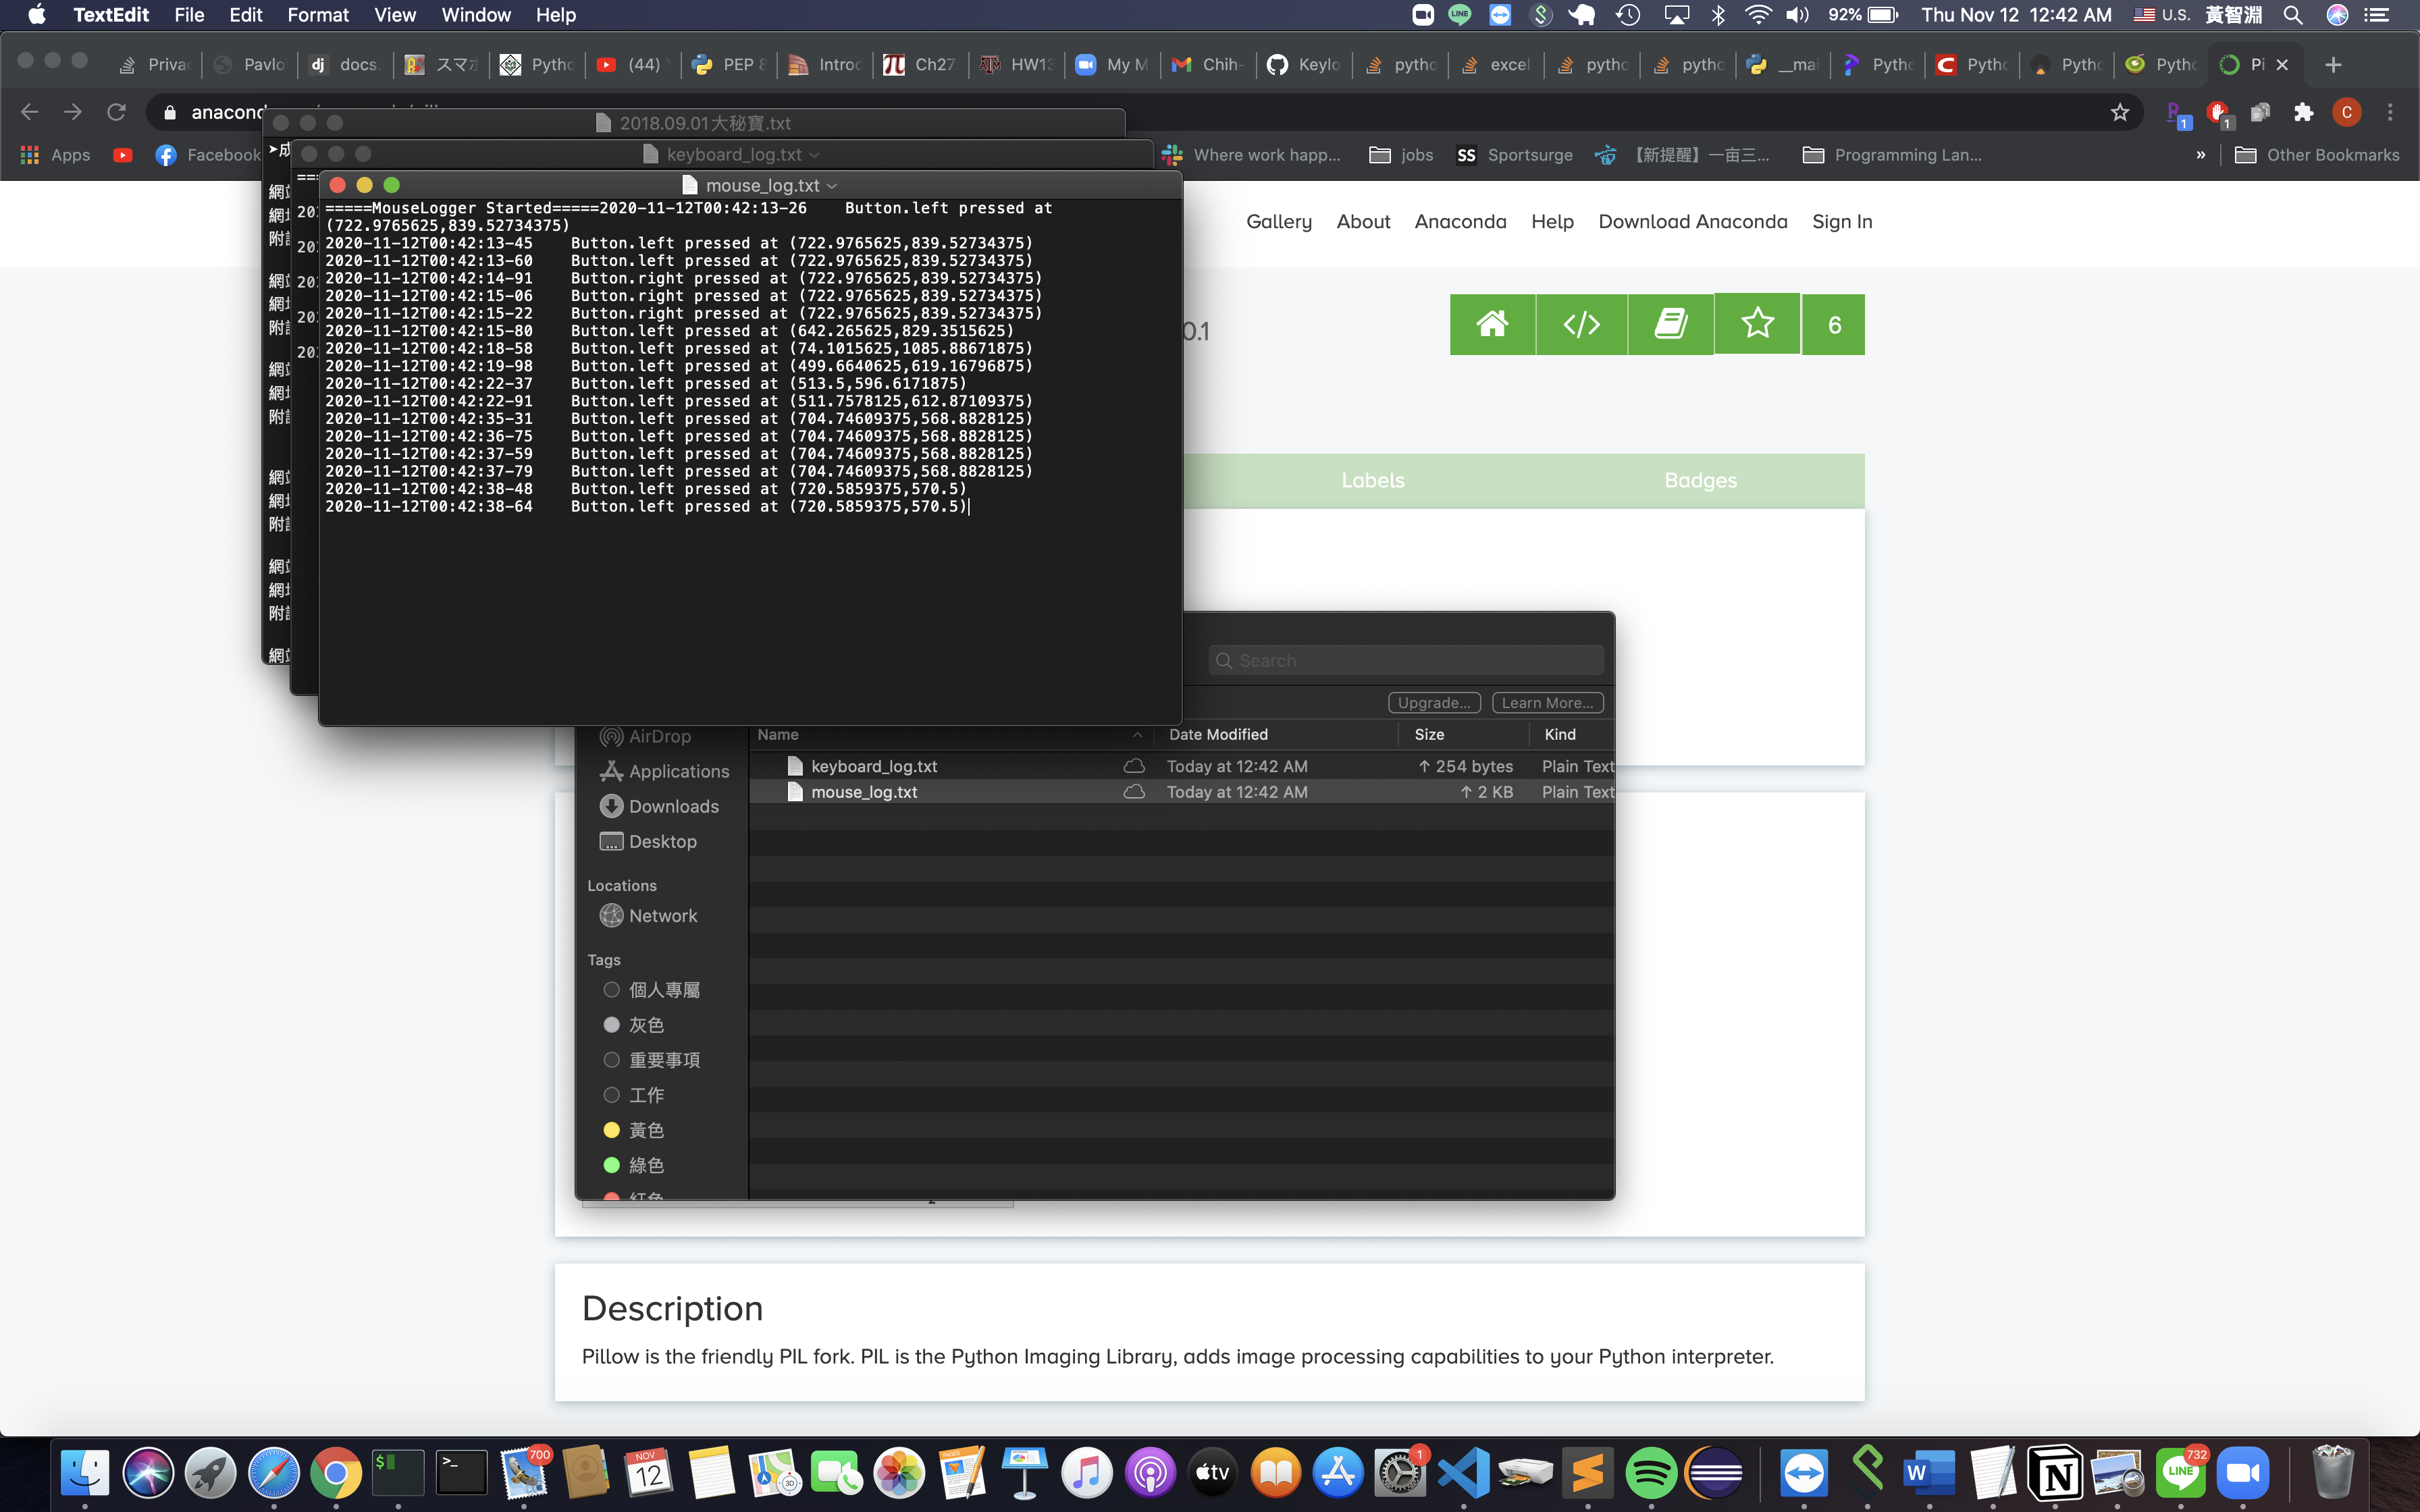 TextEdit File Edit Format View Window Help
92% Thu Nov 12 12:42 AM U.S. 黃智淵
Priva Pavlo docs. スマホ Pytho (44) PEP 8 Introd Ch27 HW13 My M Chih- Keylo pytho excel pytho pytho __mai Pytho Pytho Pytho Pytho Pi
anacond
2018.09.01大秘寶.txt
Apps Facebook Where work happ... jobs Sportsurge 【新提醒】一亩三... Programming Lan... » Other Bookmarks
keyboard_log.txt
mouse_log.txt
=====MouseLogger Started=====2020-11-12T00:42:13-26 Button.left pressed at
(722.9765625,839.52734375)
2020-11-12T00:42:13-45 Button.left pressed at (722.9765625,839.52734375)
2020-11-12T00:42:13-60 Button.left pressed at (722.9765625,839.52734375)
2020-11-12T00:42:14-91 Button.right pressed at (722.9765625,839.52734375)
2020-11-12T00:42:15-06 Button.right pressed at (722.9765625,839.52734375)
2020-11-12T00:42:15-22 Button.right pressed at (722.9765625,839.52734375)
2020-11-12T00:42:15-80 Button.left pressed at (642.265625,829.3515625)
2020-11-12T00:42:18-58 Button.left pressed at (74.1015625,1085.88671875)
2020-11-12T00:42:19-98 Button.left pressed at (499.6640625,619.16796875)
2020-11-12T00:42:22-37 Button.left pressed at (513.5,596.6171875)
2020-11-12T00:42:22-91 Button.left pressed at (511.7578125,612.87109375)
2020-11-12T00:42:35-31 Button.left pressed at (704.74609375,568.8828125)
2020-11-12T00:42:36-75 Button.left pressed at (704.74609375,568.8828125)
2020-11-12T00:42:37-59 Button.left pressed at (704.74609375,568.8828125)
2020-11-12T00:42:37-79 Button.left pressed at (704.74609375,568.8828125)
2020-11-12T00:42:38-48 Button.left pressed at (720.5859375,570.5)
2020-11-12T00:42:38-64 Button.left pressed at (720.5859375,570.5)
Gallery About Anaconda Help Download Anaconda Sign In
0.1
6
Labels Badges
Search
Upgrade... Learn More...
Name Date Modified Size Kind
keyboard_log.txt Today at 12:42 AM ↑ 254 bytes Plain Text
mouse_log.txt Today at 12:42 AM ↑ 2 KB Plain Text
AirDrop
Applications
Downloads
Desktop
Locations
Network
Tags
個人專屬
灰色
重要事項
工作
黃色
綠色
紅色
Description
Pillow is the friendly PIL fork. PIL is the Python Imaging Library, adds image processing capabilities to your Python interpreter.
700 NOV 12 3D tv 1 W N LINE 732